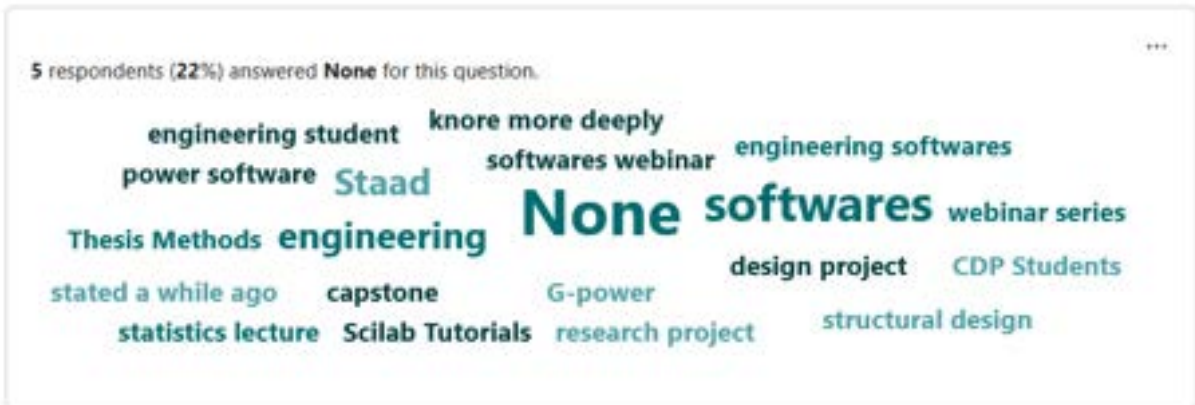 5 respondents (22%) answered None for this question.
knore more deeply
engineering student
engineering softwares
softwares webinar
power software
Staad
None
softwares
webinar series
Thesis Methods
engineering
design project
CDP Students
stated a while ago
capstone
G-power
structural design
statistics lecture
Scilab Tutorials
research project